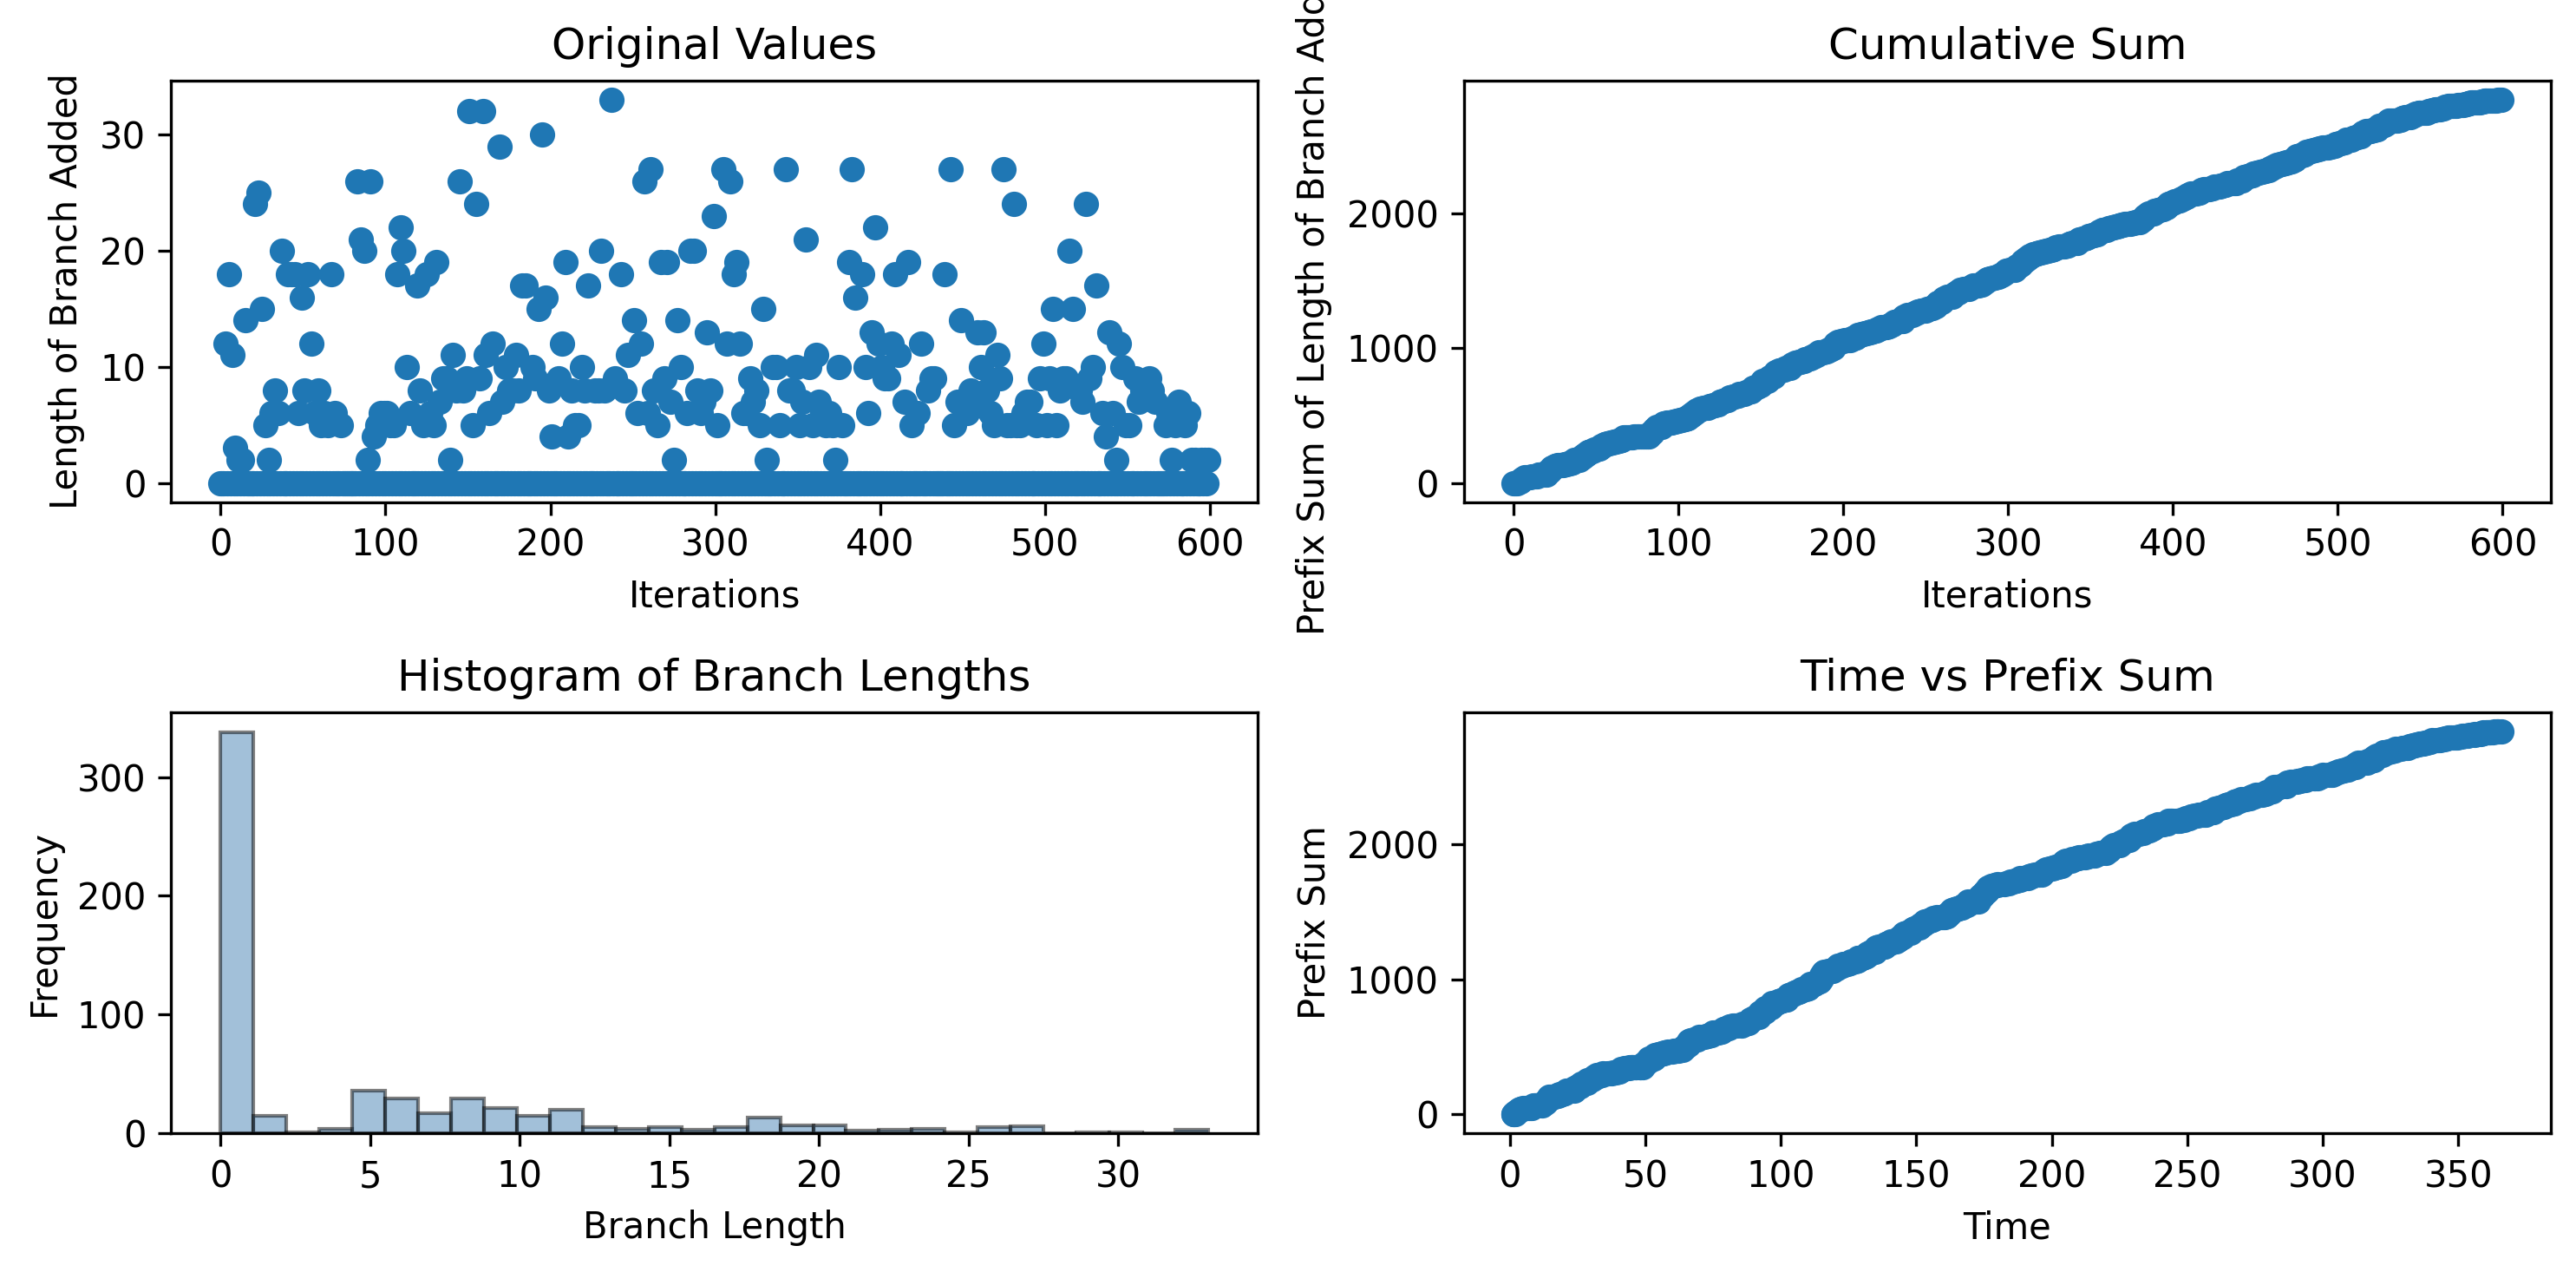 Original Values
Length of Branch Added
30
20
10
0
0 100 200 300 400 500 600
Iterations
Cumulative Sum
Prefix Sum of Length of Branch
2000
1000
0
0 100 200 300 400 500 600
Iterations
Histogram of Branch Lengths
Frequency
300
200
100
0
0 5 10 15 20 25 30
Branch Length
Time vs Prefix Sum
Prefix Sum
2000
1000
0
0 50 100 150 200 250 300 350
Time